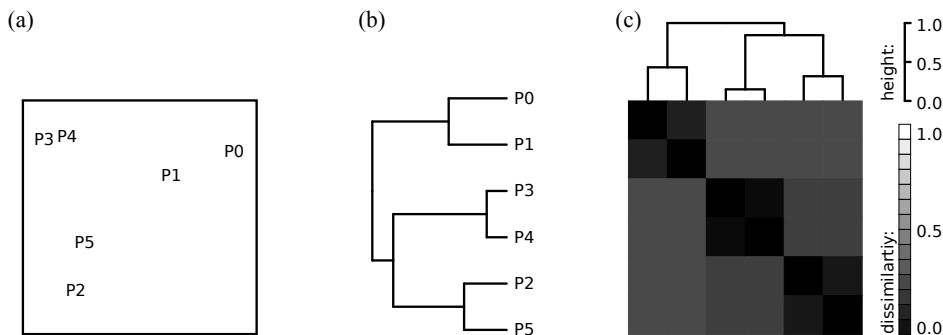 (a)
P3
P4
P0
P1
P5
P2
(b)
P0
P1
P3
P4
P2
P5
(c)
height:
1.0
0.5
0.0
dissimilartiy:
1.0
0.5
0.0